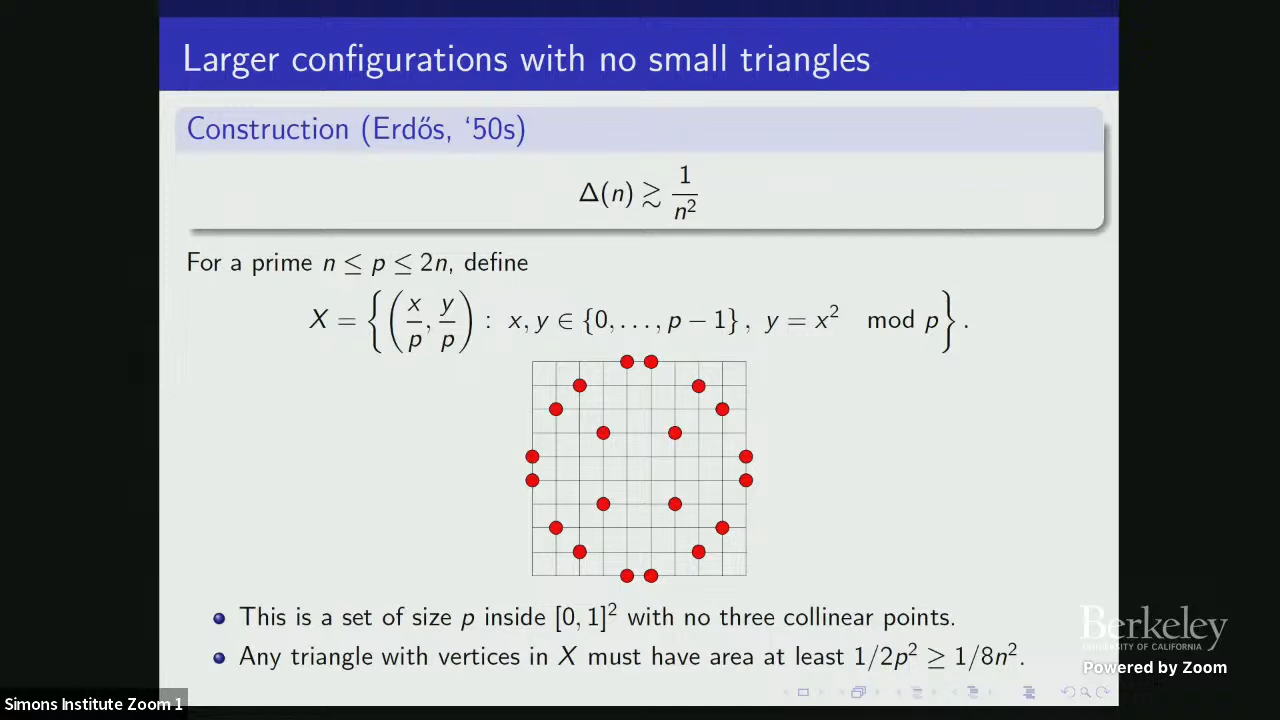 Larger configurations with no small triangles
Construction (Erdős, ‘50s)
Δ(n) ≳ 1/n²
For a prime n ≤ p ≤ 2n, define
X = { ( x/p , y/p ) : x, y ∈ {0, . . . , p − 1} , y = x² mod p } .
This is a set of size p inside [0, 1]² with no three collinear points.
Any triangle with vertices in X must have area at least 1/2p² ≥ 1/8n².
Berkeley
UNIVERSITY OF CALIFORNIA
Powered by Zoom
Simons Institute Zoom 1